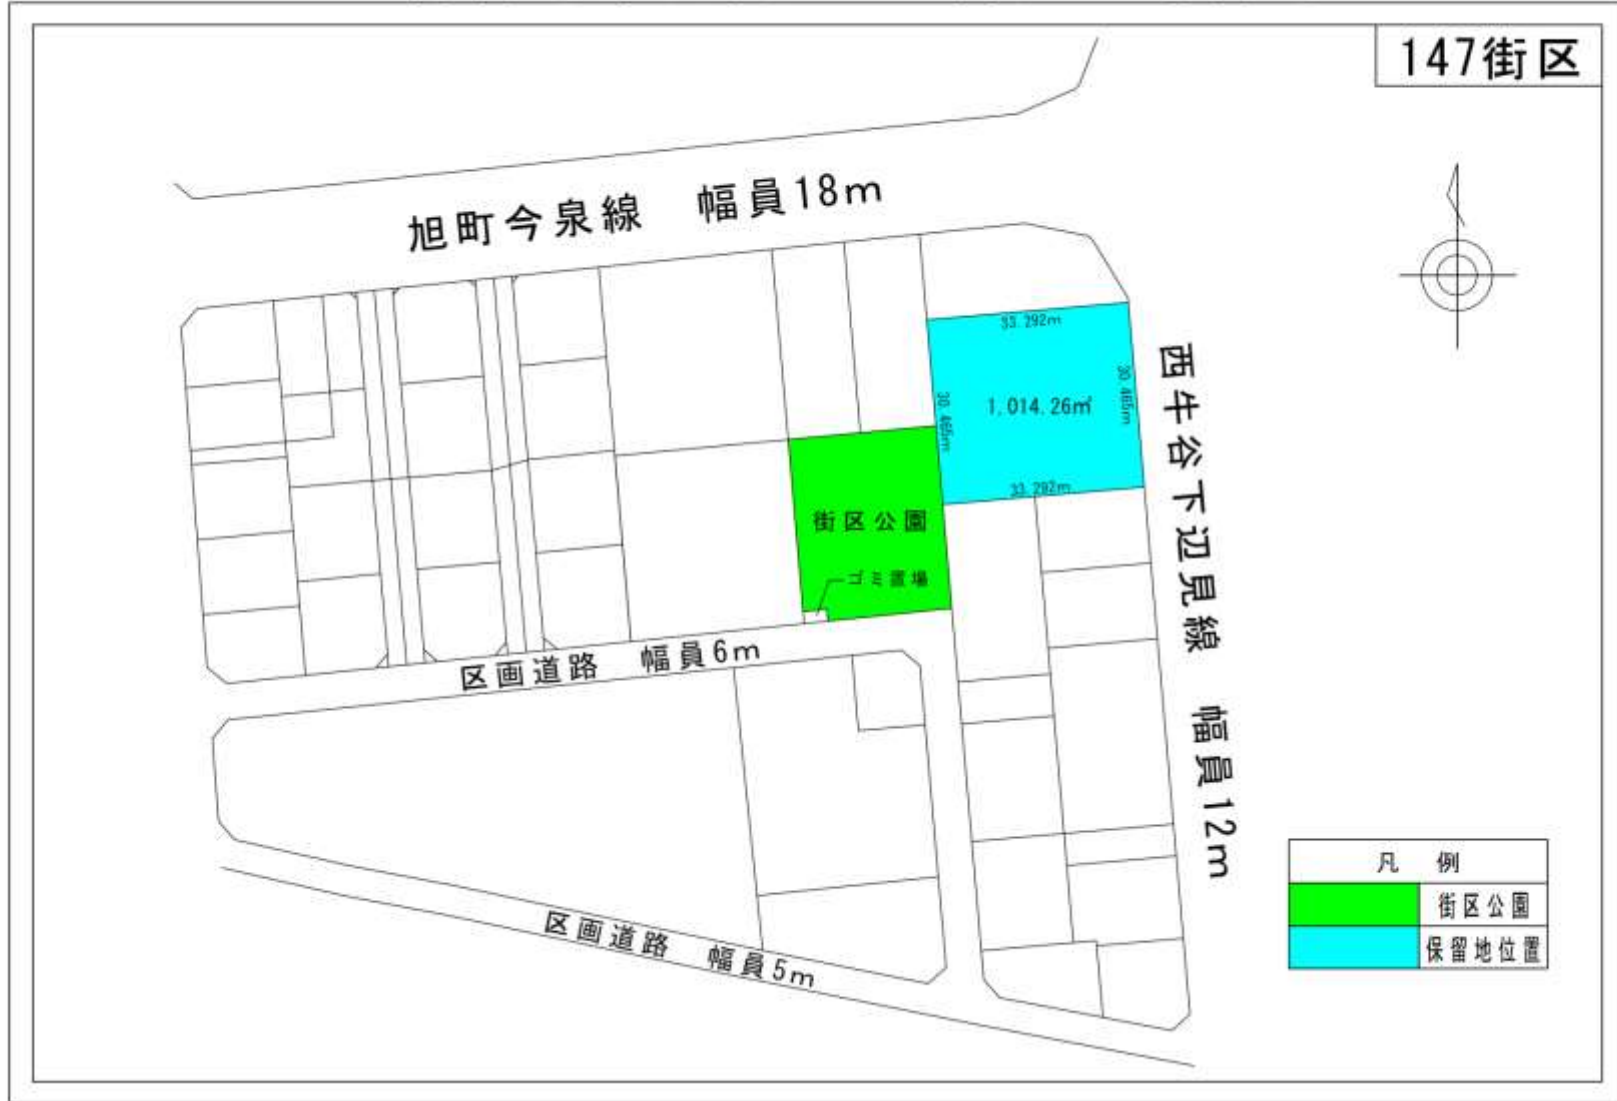 147街区
旭町今泉線　幅員18m
33.292m
30.465m
1,014.26㎡
30.465m
33.292m
西牛谷下辺見線　幅員12m
街区公園
ゴミ置場
区画道路　幅員6m
区画道路　幅員5m
凡　例
街区公園
保留地位置